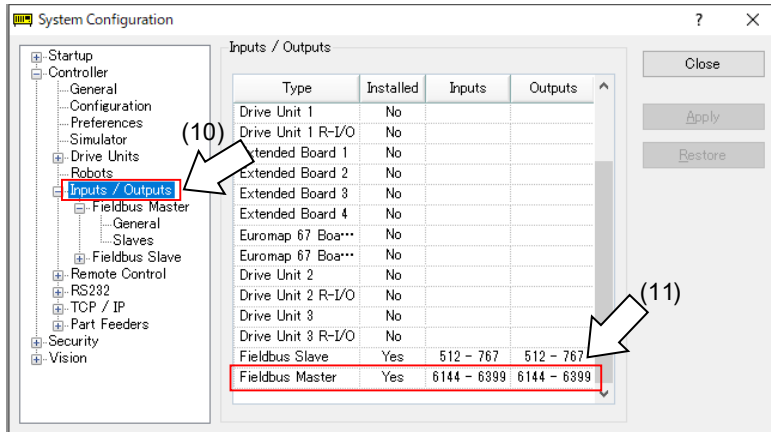 System Configuration
? ×
Startup
Controller
General
Configuration
Preferences
Simulator
Drive Units
Robots
Inputs / Outputs
Fieldbus Master
General
Slaves
Fieldbus Slave
Remote Control
RS232
TCP / IP
Part Feeders
Security
Vision
(10)
Inputs / Outputs
Type Installed Inputs Outputs
Drive Unit 1 No
Drive Unit 1 R-I/O No
Extended Board 1 No
Extended Board 2 No
Extended Board 3 No
Extended Board 4 No
Euromap 67 Boa… No
Euromap 67 Boa… No
Drive Unit 2 No
Drive Unit 2 R-I/O No
Drive Unit 3 No
Drive Unit 3 R-I/O No
Fieldbus Slave Yes 512 - 767 512 - 767
Fieldbus Master Yes 6144 - 6399 6144 - 6399
(11)
Close
Apply
Restore